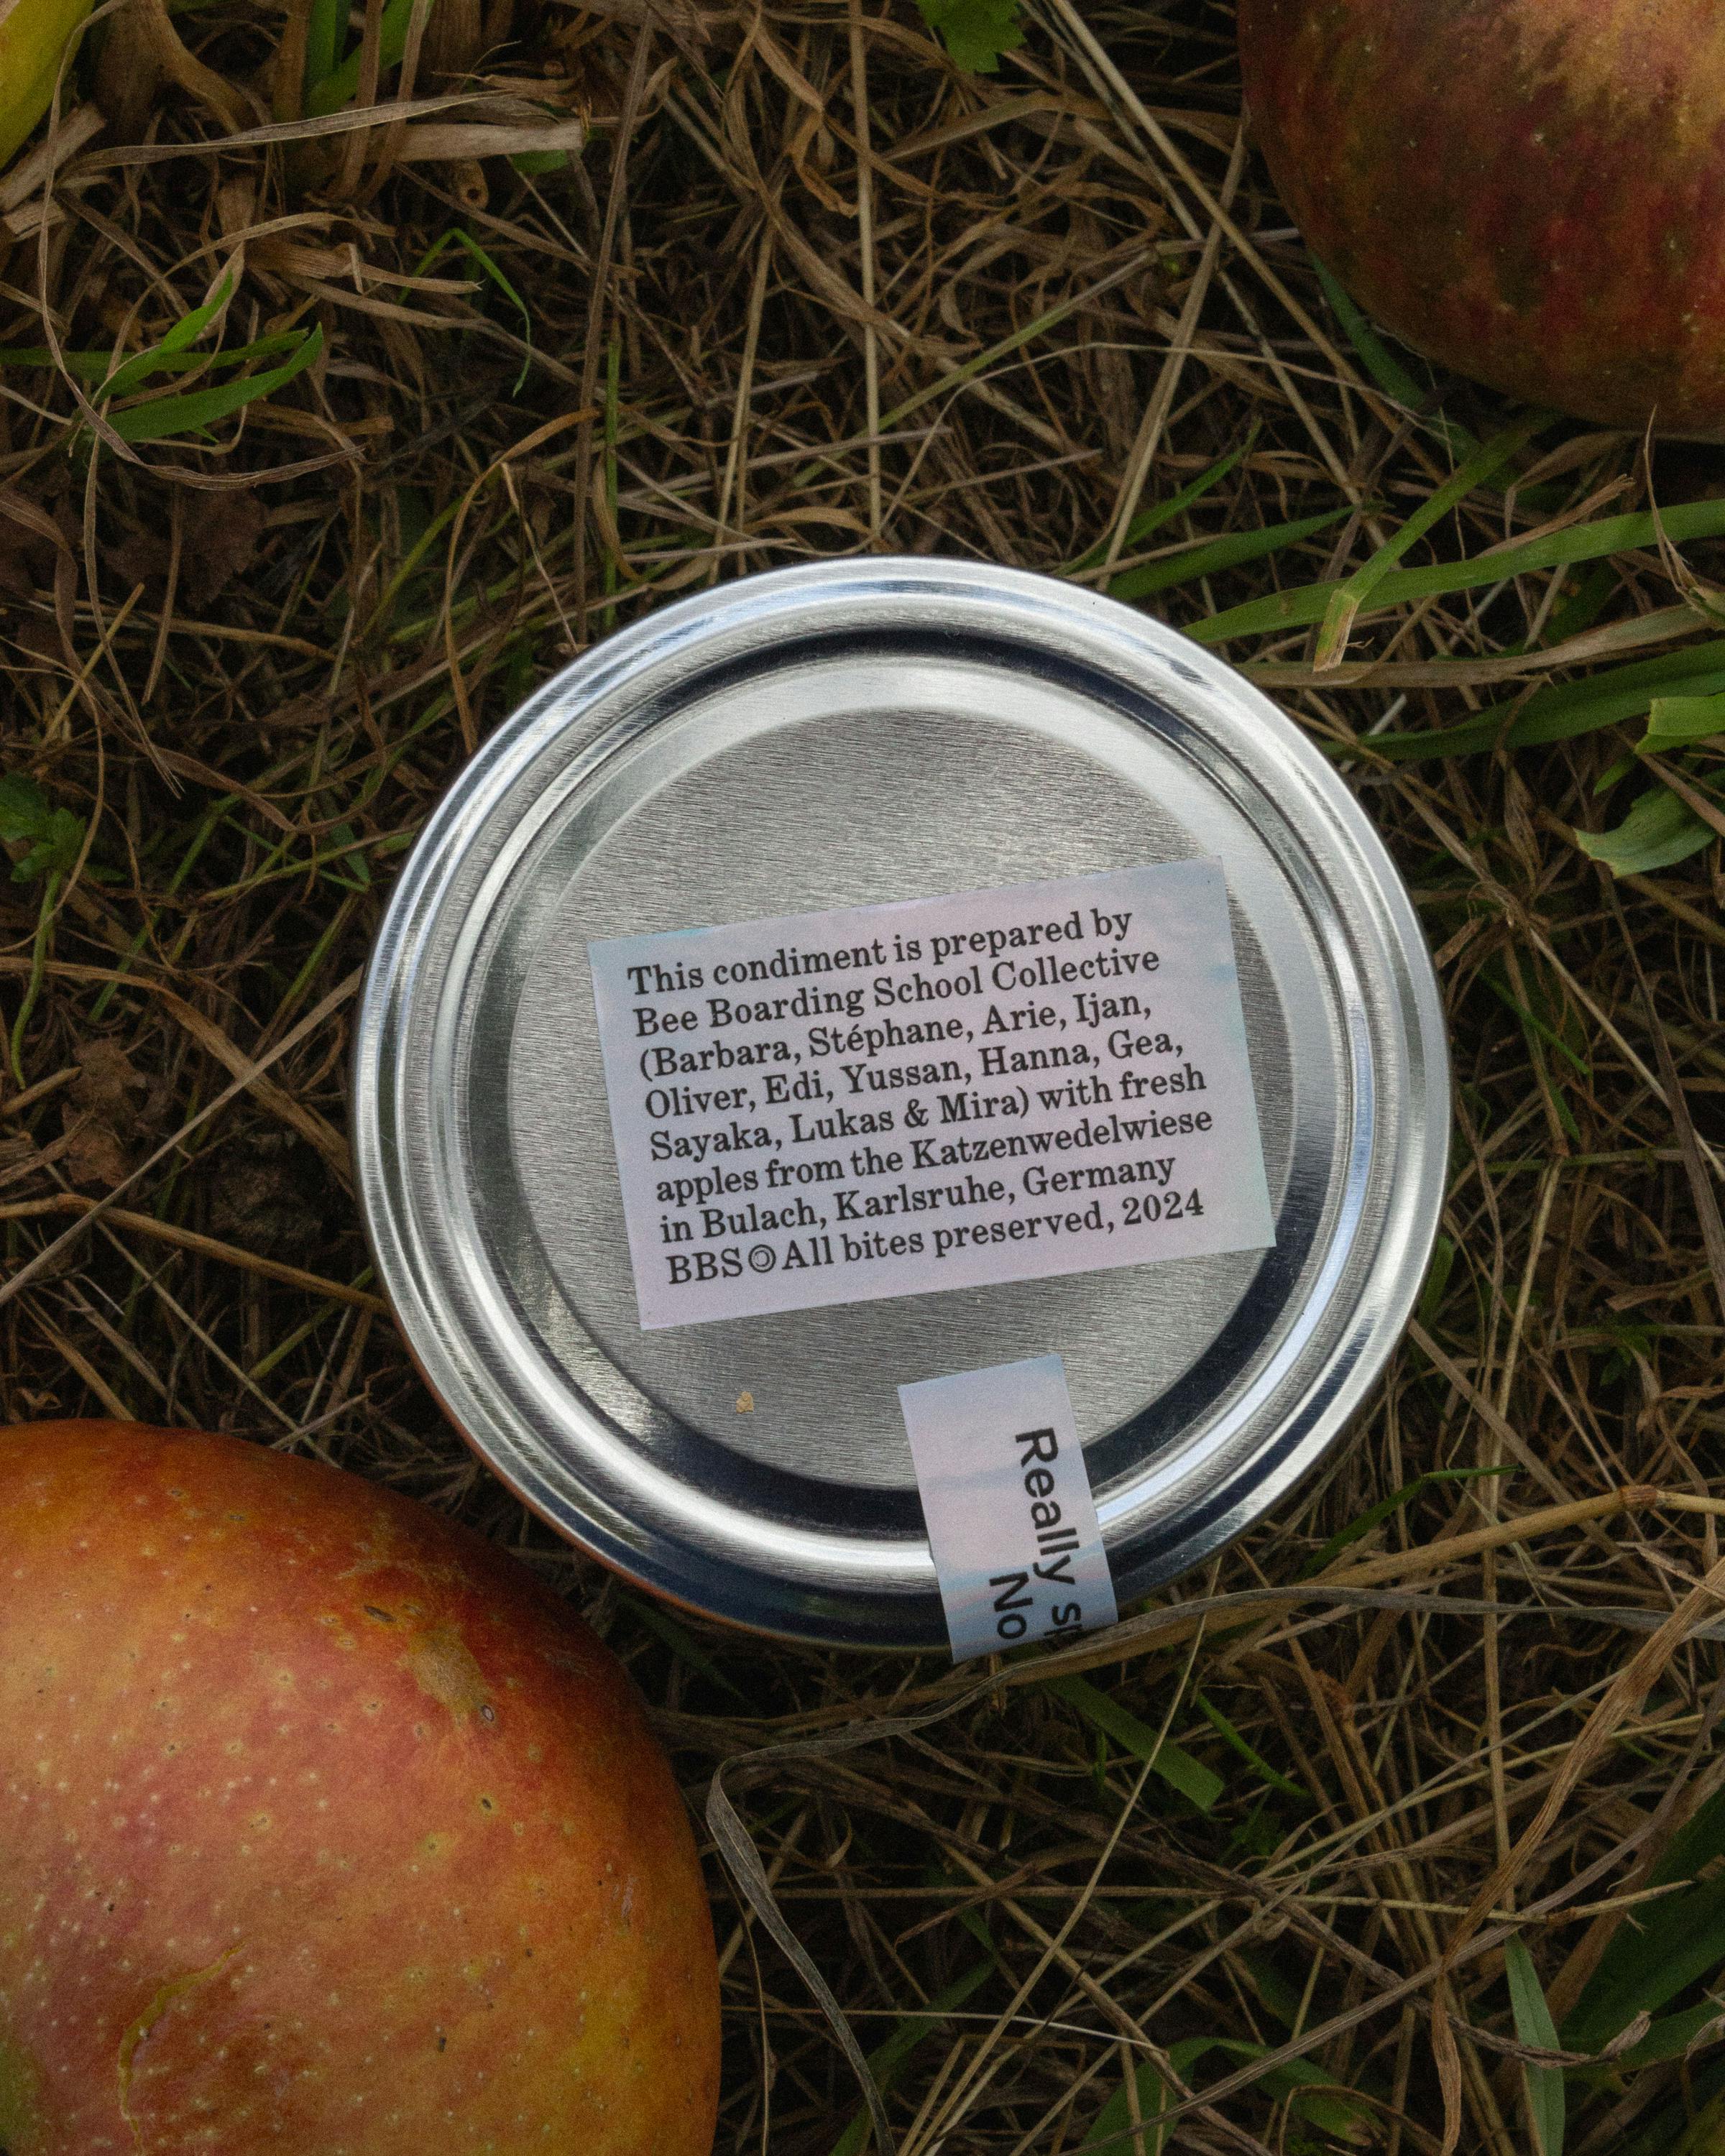 This condiment is prepared by
Bee Boarding School Collective
(Barbara, Stéphane, Arie, Ijan,
Oliver, Edi, Yussan, Hanna, Gea,
Sayaka, Lukas & Mira) with fresh
apples from the Katzenwedelwiese
in Bulach, Karlsruhe, Germany
BBS©All bites preserved, 2024
Really
No